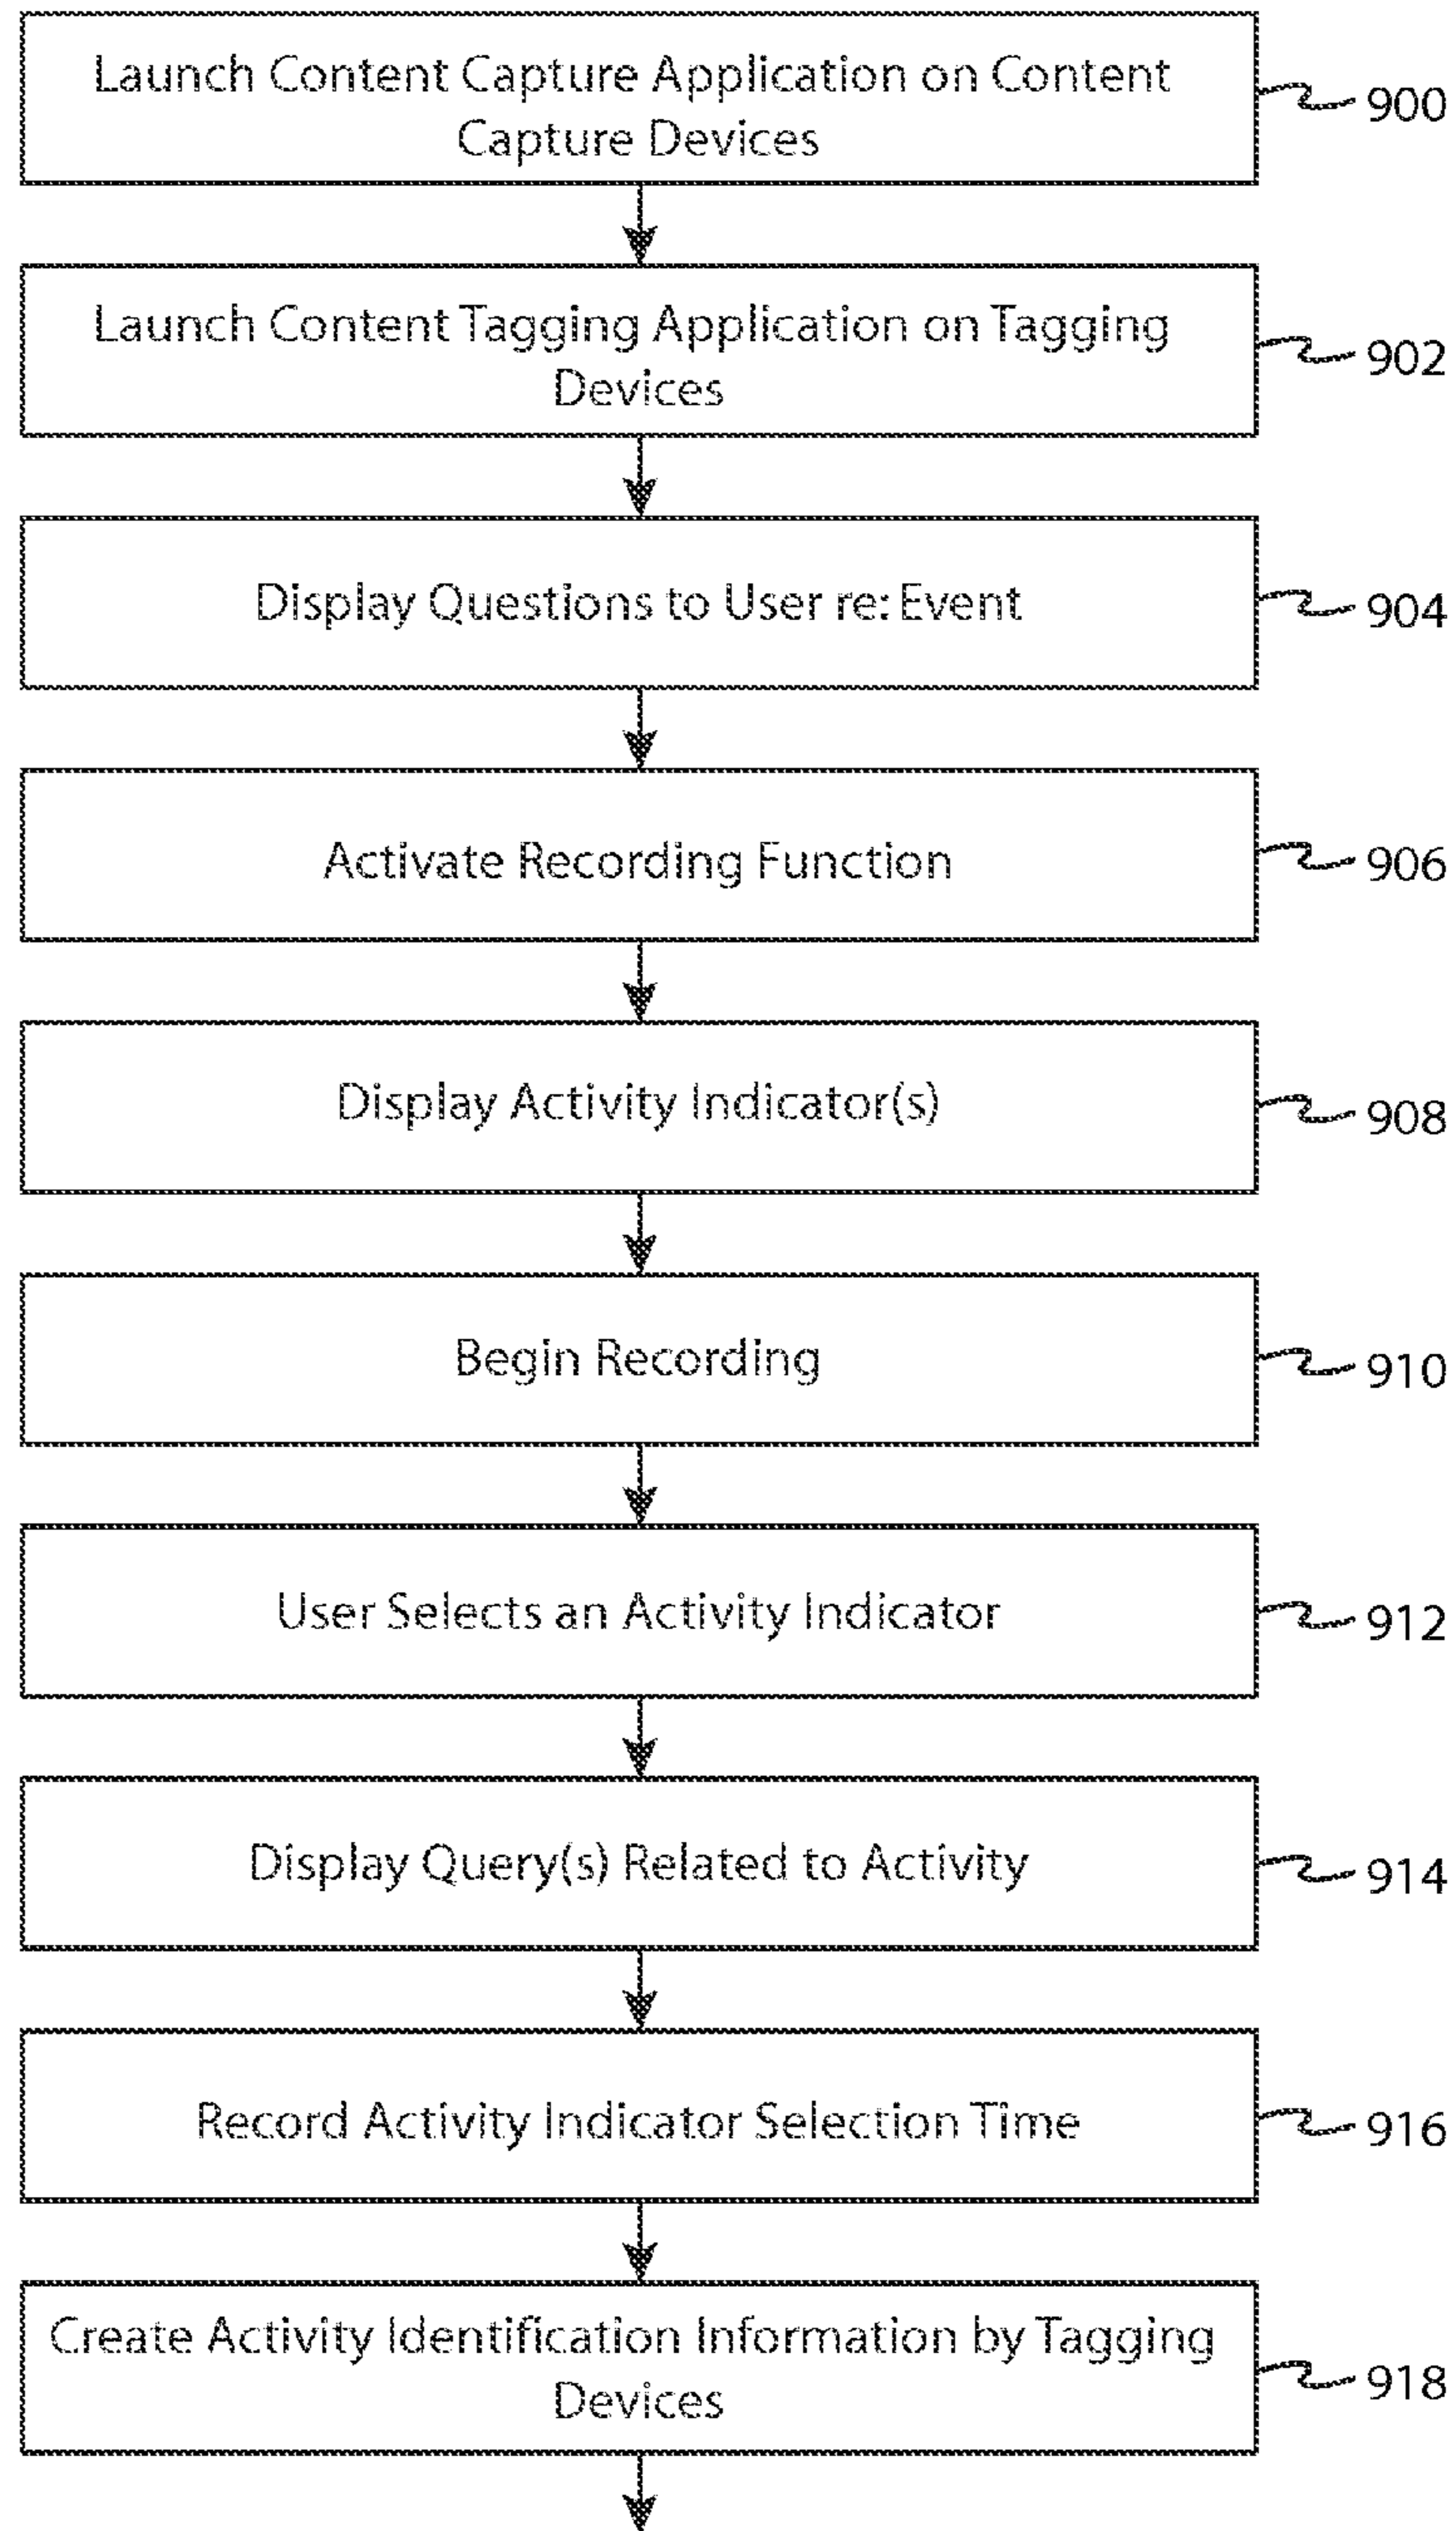 Launch Content Capture Application on Content
Capture Devices
900
Launch Content Tagging Application on Tagging
Devices
902
Display Questions to User re: Event
904
Activate Recording Function
906
Display Activity Indicator(s)
908
Begin Recording
910
User Selects an Activity Indicator
912
Display Query(s) Related to Activity
914
Record Activity Indicator Selection Time
916
Create Activity Identification Information by Tagging
Devices
918